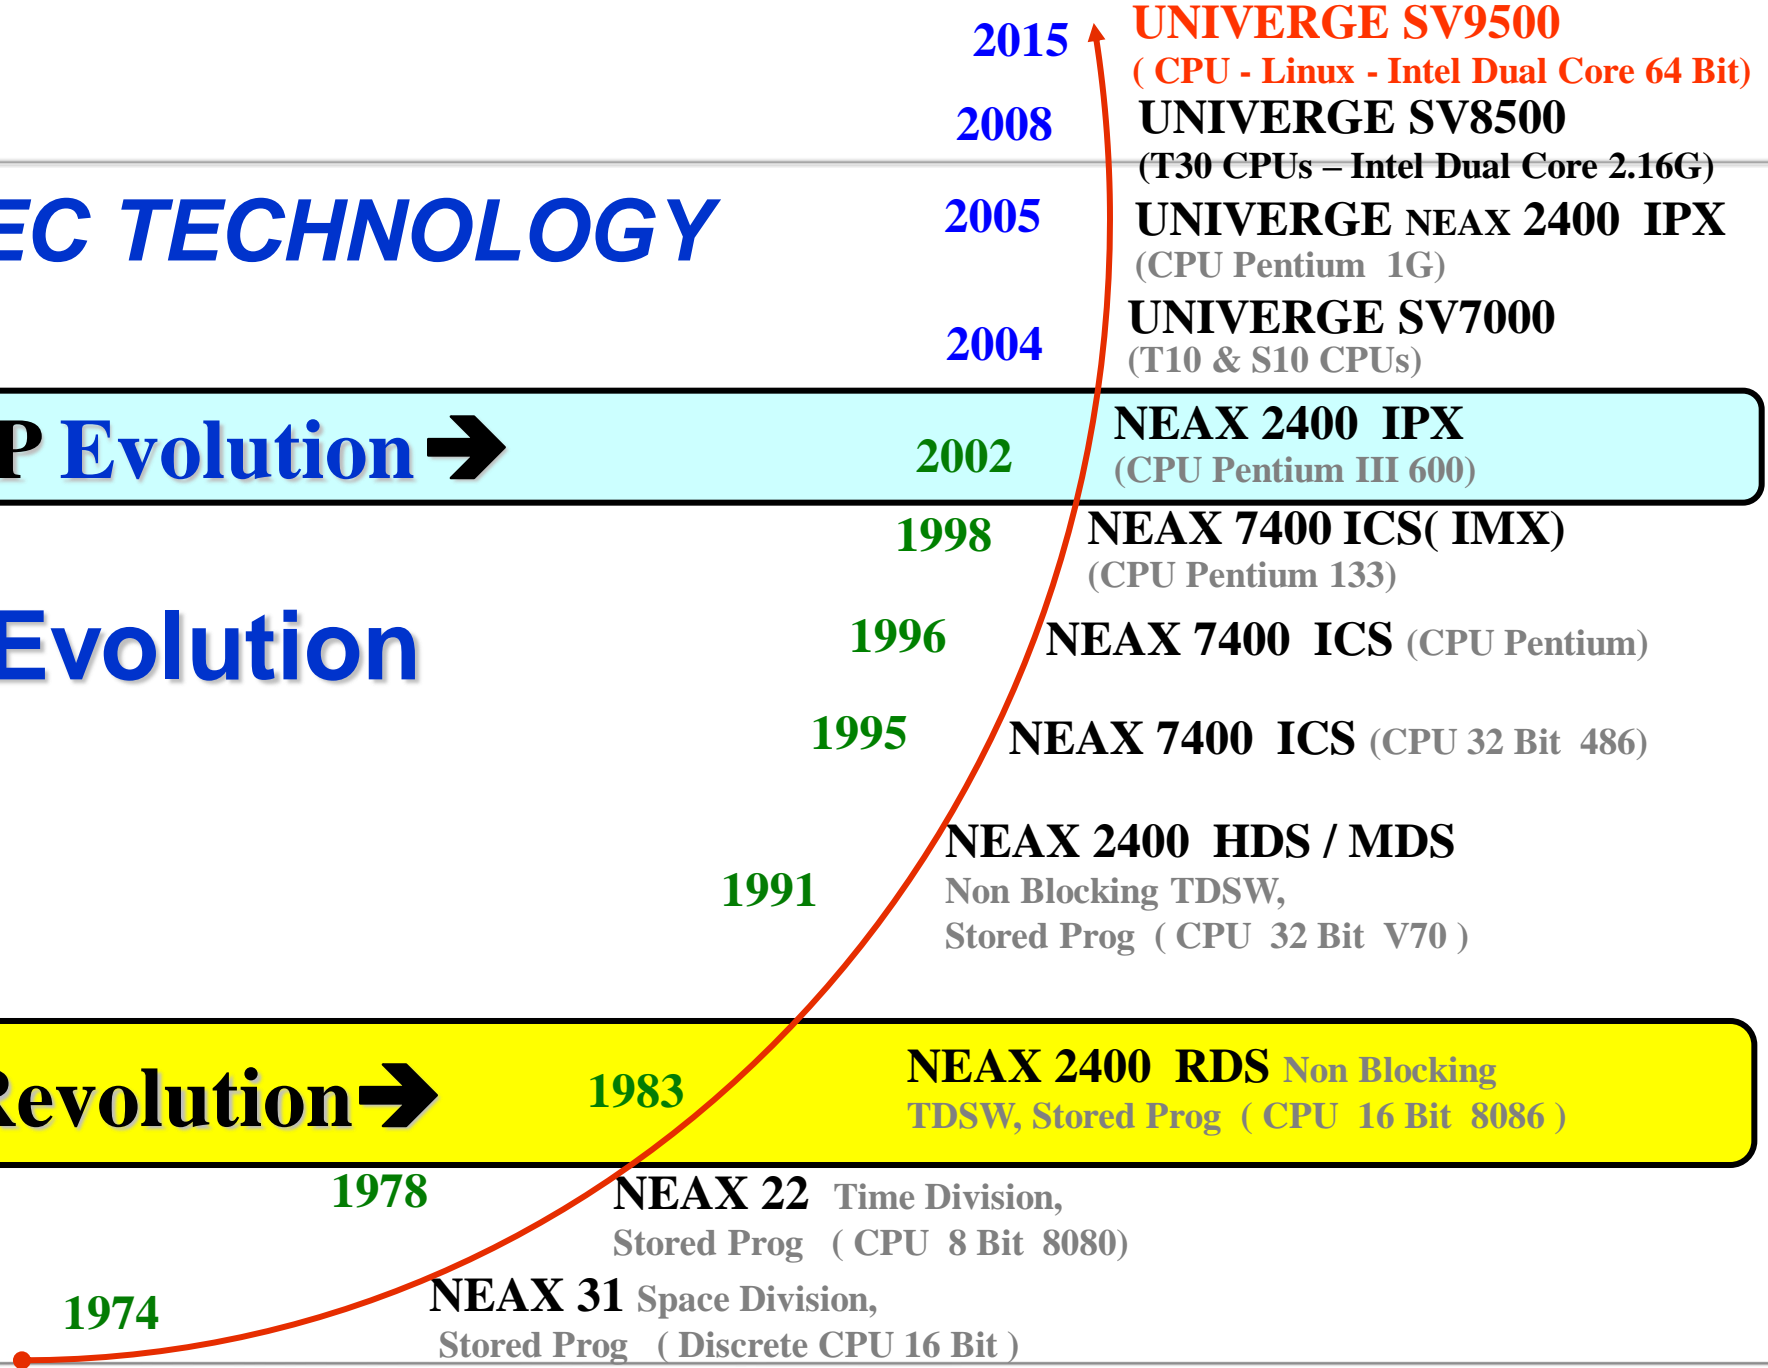 2015 UNIVERGE SV9500
( CPU - Linux - Intel Dual Core 64 Bit)
2008 UNIVERGE SV8500
(T30 CPUs – Intel Dual Core 2.16G)
EC TECHNOLOGY
2005 UNIVERGE NEAX 2400 IPX
(CPU Pentium 1G)
2004 UNIVERGE SV7000
(T10 & S10 CPUs)
P Evolution➔
2002 NEAX 2400 IPX
(CPU Pentium III 600)
1998 NEAX 7400 ICS( IMX)
(CPU Pentium 133)
Evolution
1996 NEAX 7400 ICS (CPU Pentium)
1995 NEAX 7400 ICS (CPU 32 Bit 486)
1991 NEAX 2400 HDS / MDS
Non Blocking TDSW,
Stored Prog ( CPU 32 Bit V70 )
Revolution➔
1983 NEAX 2400 RDS Non Blocking
TDSW, Stored Prog ( CPU 16 Bit 8086 )
1978 NEAX 22 Time Division,
Stored Prog ( CPU 8 Bit 8080)
1974 NEAX 31 Space Division,
Stored Prog ( Discrete CPU 16 Bit )